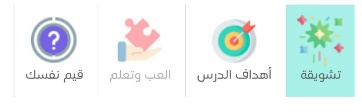 تشويقة
أهداف الدرس
العب وتعلم
قيم نفسك